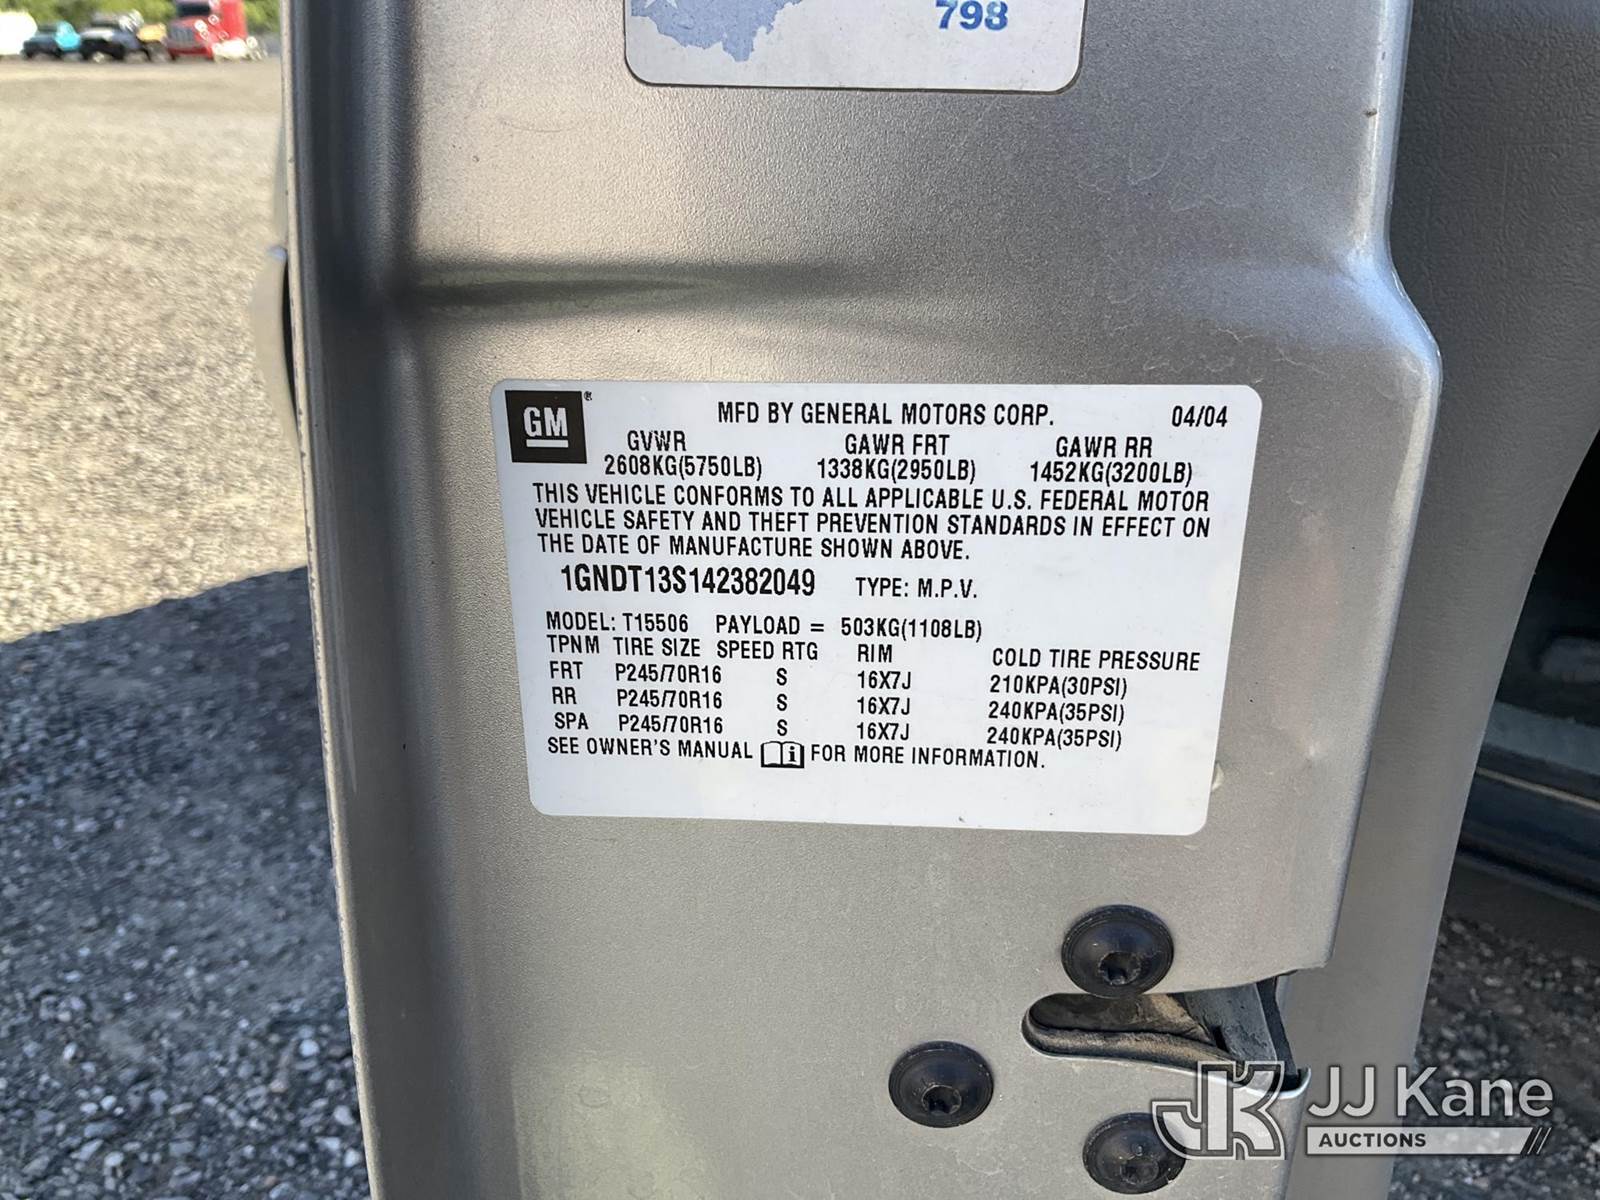 798
GM ® MFD BY GENERAL MOTORS CORP. 04/04
GVWR GAWR FRT GAWR RR
2608KG(5750LB) 1338KG(2950LB) 1452KG(3200LB)
THIS VEHICLE CONFORMS TO ALL APPLICABLE U.S. FEDERAL MOTOR
VEHICLE SAFETY AND THEFT PREVENTION STANDARDS IN EFFECT ON
THE DATE OF MANUFACTURE SHOWN ABOVE.
1GNDT13S142382049 TYPE: M.P.V.
MODEL: T15506 PAYLOAD = 503KG(1108LB)
TPNM TIRE SIZE SPEED RTG RIM COLD TIRE PRESSURE
FRT P245/70R16 S 16X7J 210KPA(30PSI)
RR P245/70R16 S 16X7J 240KPA(35PSI)
SPA P245/70R16 S 16X7J 240KPA(35PSI)
SEE OWNER'S MANUAL FOR MORE INFORMATION.
JK JJ Kane
AUCTIONS